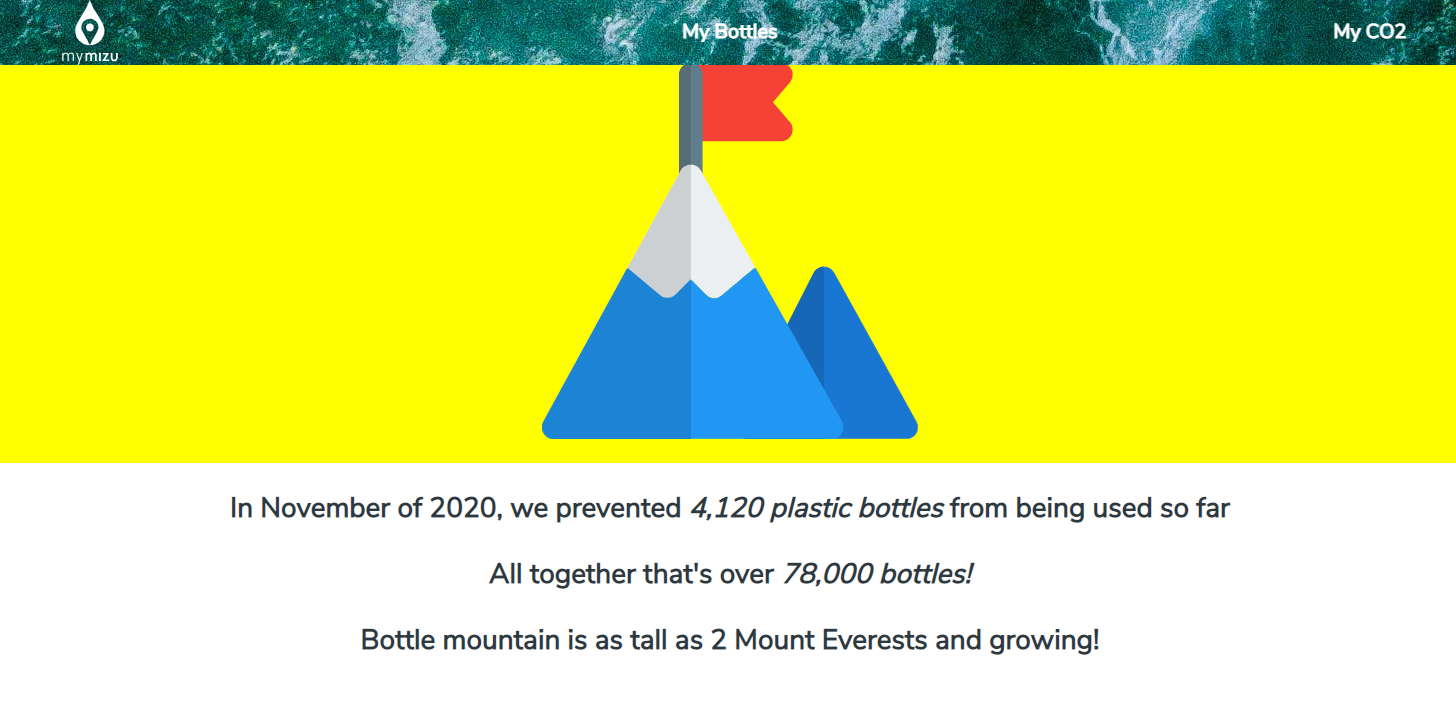 mymizu
My Bottles
My CO2
In November of 2020, we prevented 4,120 plastic bottles from being used so far
All together that's over 78,000 bottles!
Bottle mountain is as tall as 2 Mount Everests and growing!